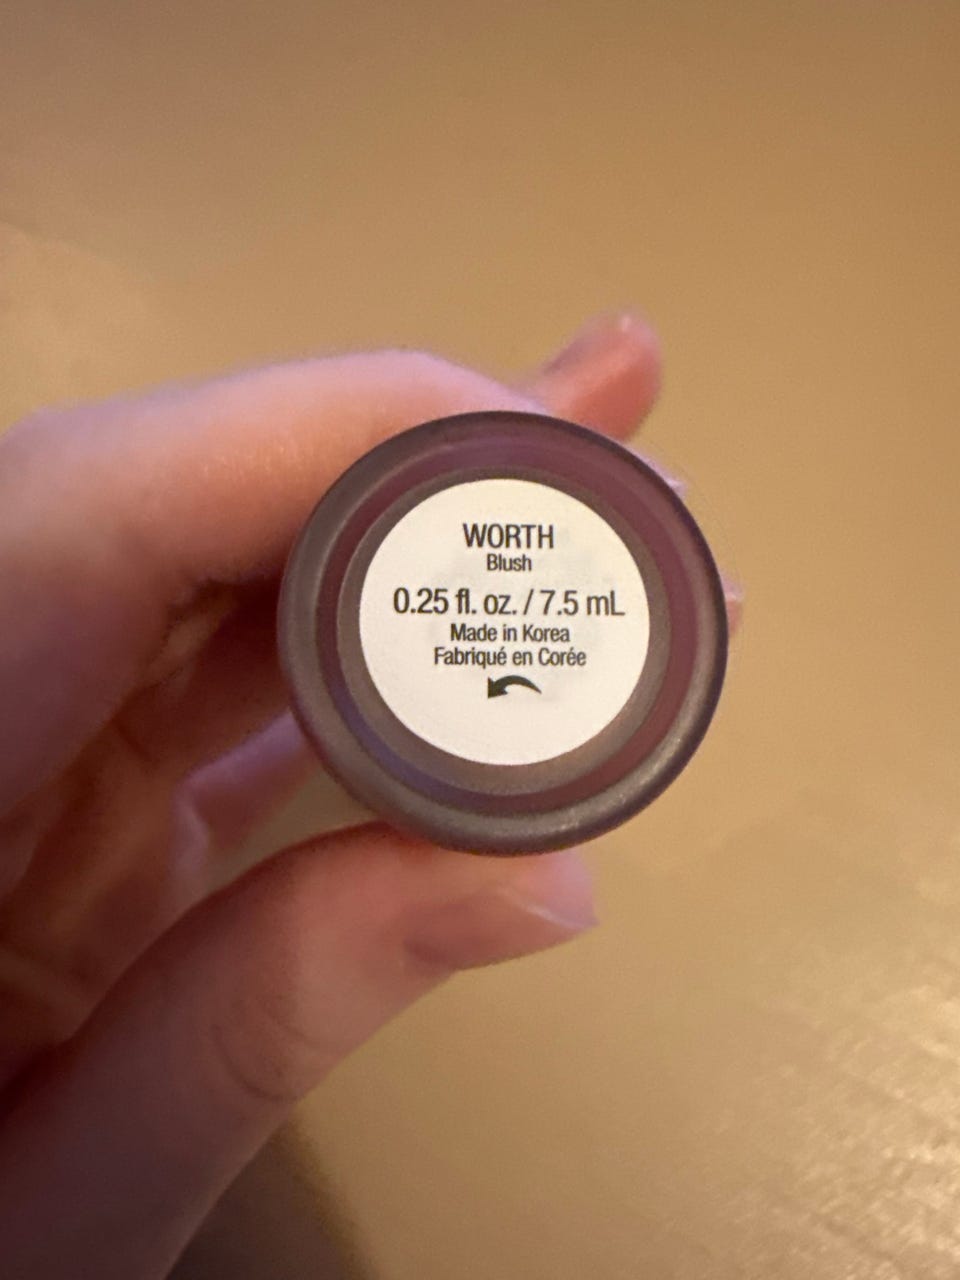 WORTH
Blush
0.25 fl. oz. / 7.5 mL
Made in Korea
Fabriqué en Corée